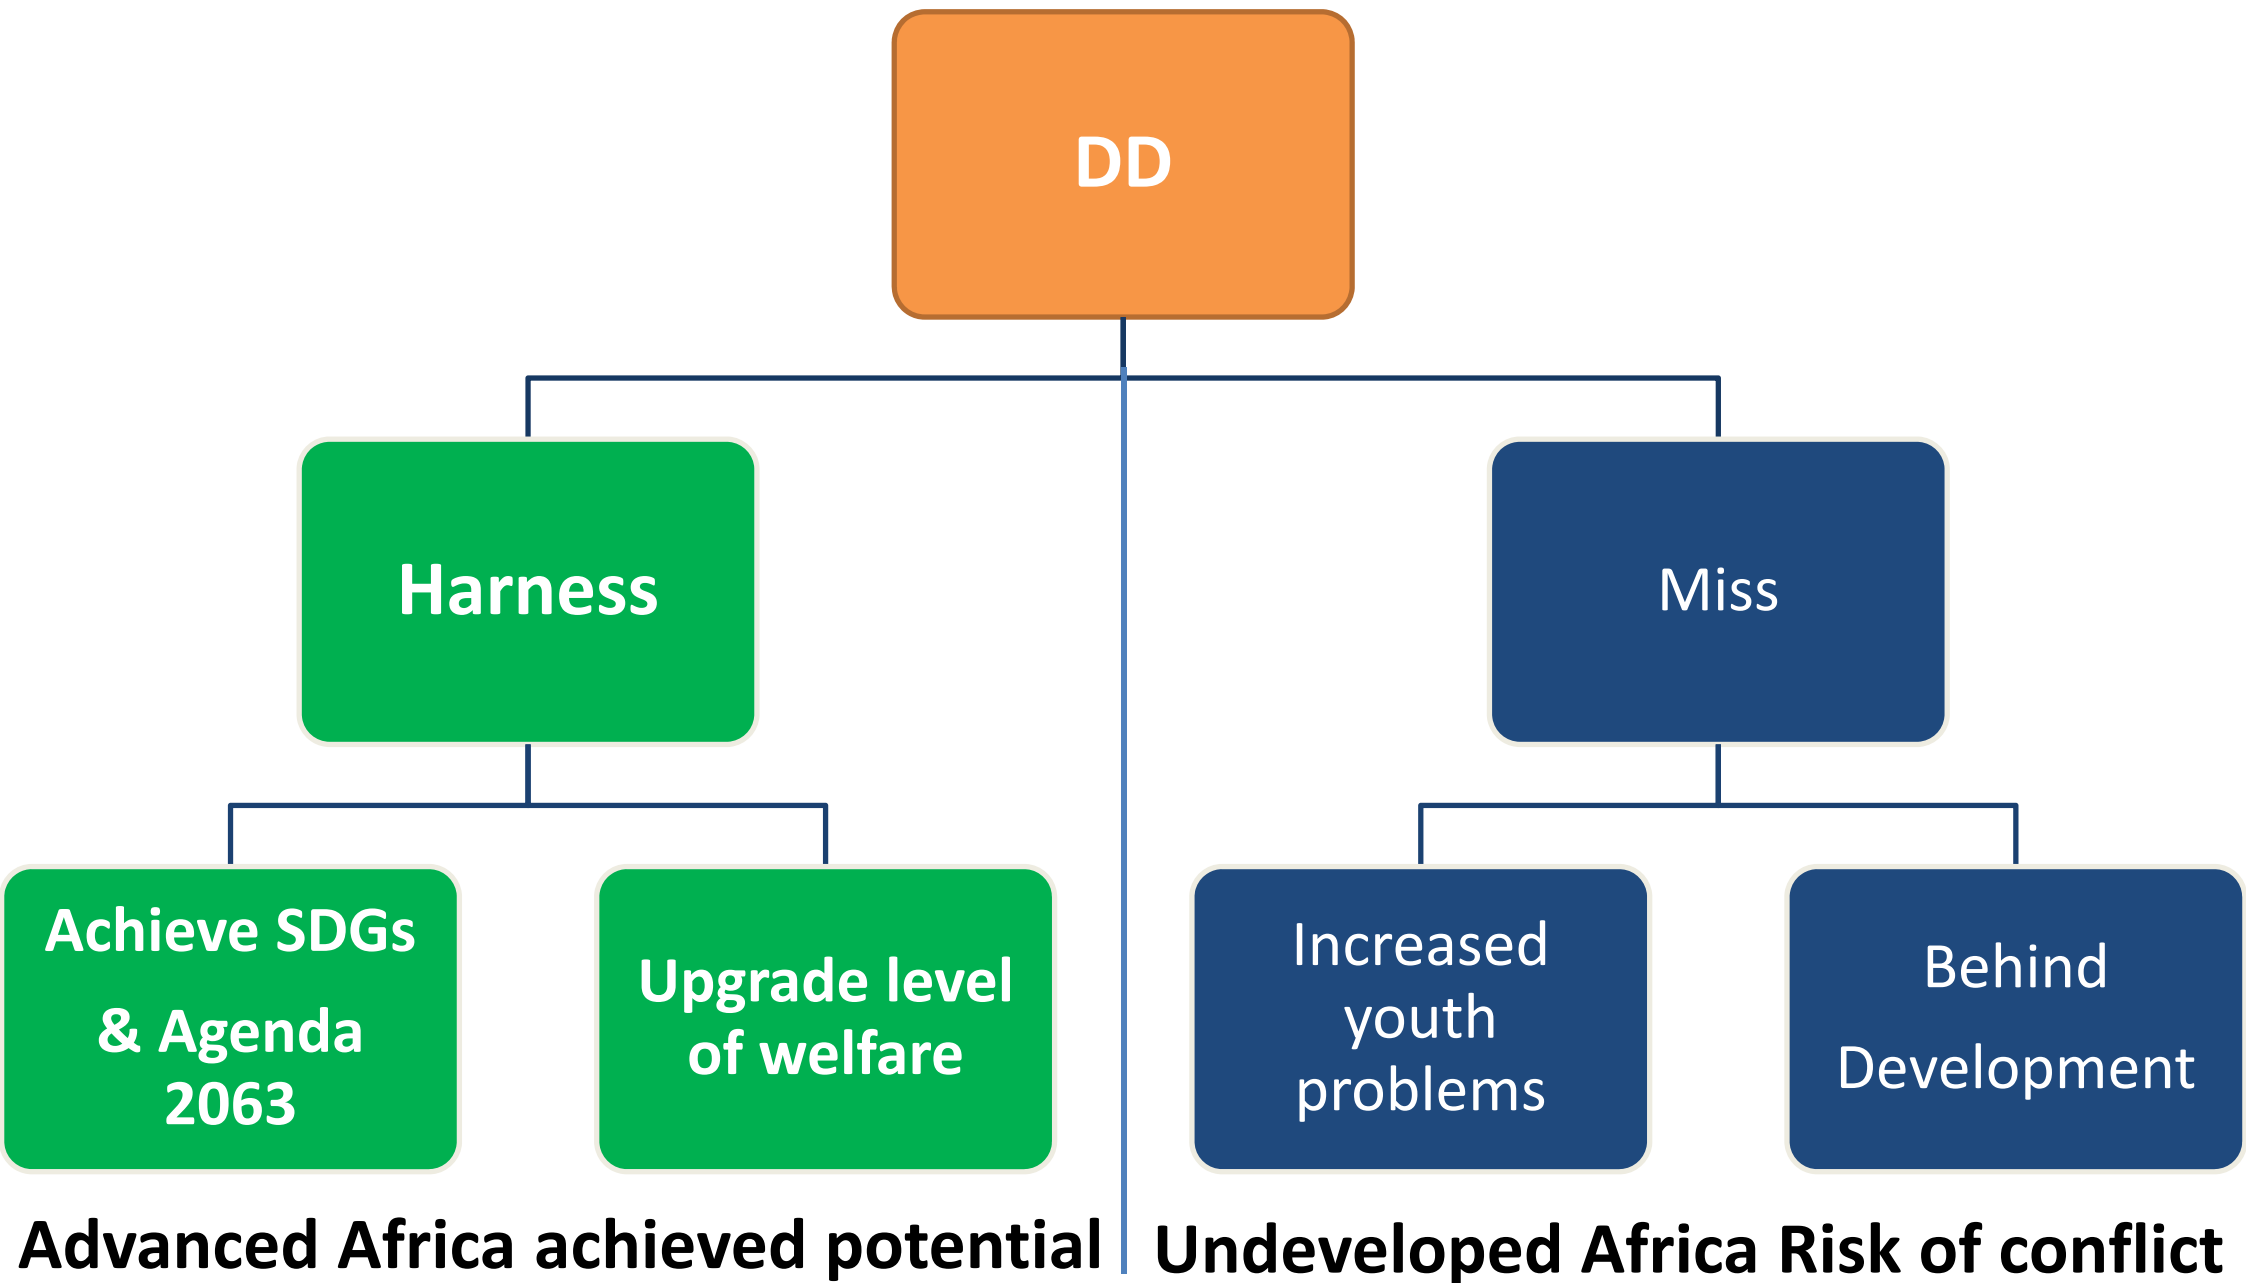 DD
Harness
Miss
Achieve SDGs
& Agenda
2063
Upgrade level
of welfare
Increased
youth
problems
Behind
Development
Advanced Africa achieved potential
Undeveloped Africa Risk of conflict